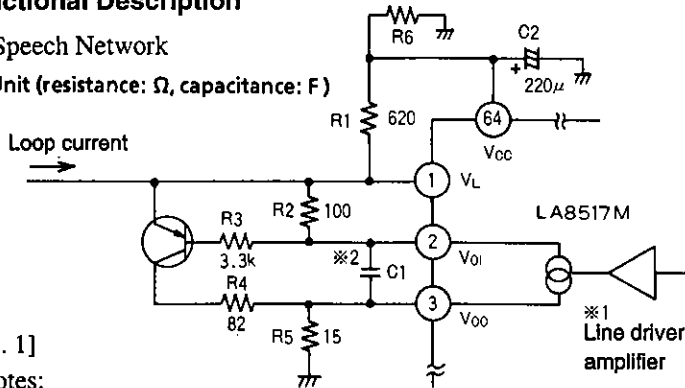 ctional Description
Speech Network
Unit (resistance: Ω, capacitance: F)
Loop current
R6
C2
+
220μ
R1 620
64
Vcc
1 VL
R2 100
LA8517M
R3
3.3k
※2 C1
2 VOI
R4
82
3 VOO
R5 15
※1
Line driver
amplifier
. 1]
otes: